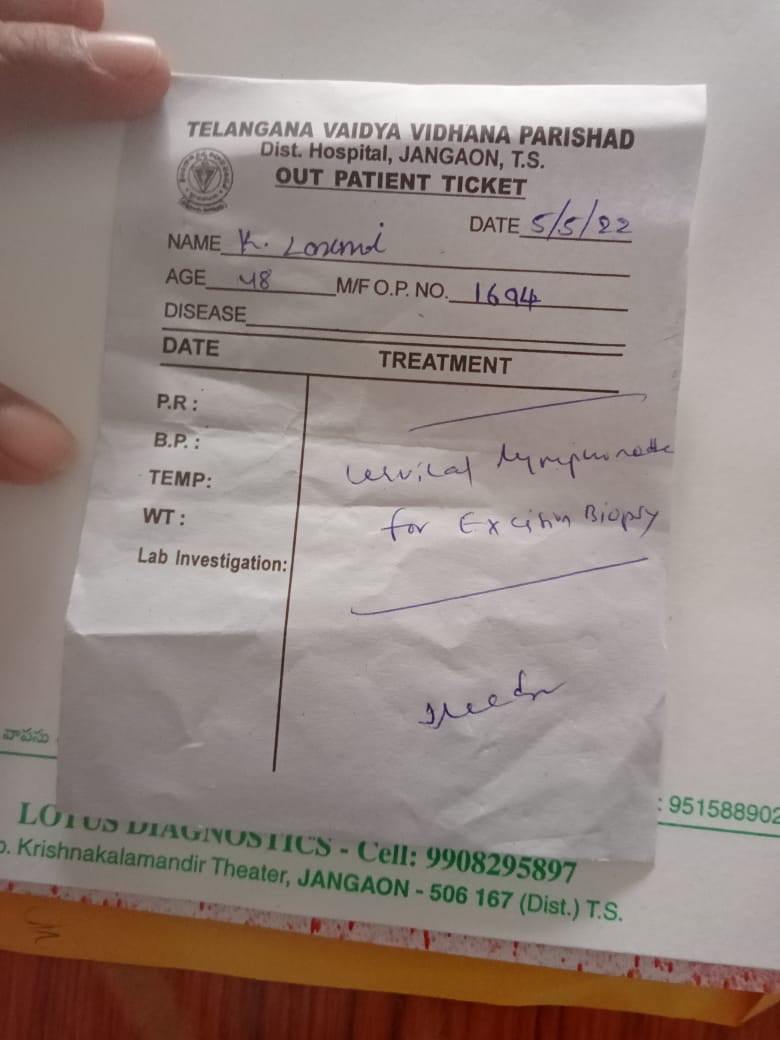 TELANGANA VAIDYA VIDHANA PARISHAD
Dist. Hospital, JANGAON, T.S.
OUT PATIENT TICKET
DATE 5/5/22
NAME K. Laxmi
AGE 48 M/F O.P. NO. 1694
DISEASE
DATE TREATMENT
P.R :
B.P. :
TEMP:
WT :
Lab Investigation:
Cervical lymphnode
for Excision Biopsy
వాపసు
: 951588902
LOTUS DIAGNOSTICS - Cell: 9908295897
Krishnakalamandir Theater, JANGAON - 506 167 (Dist.) T.S.